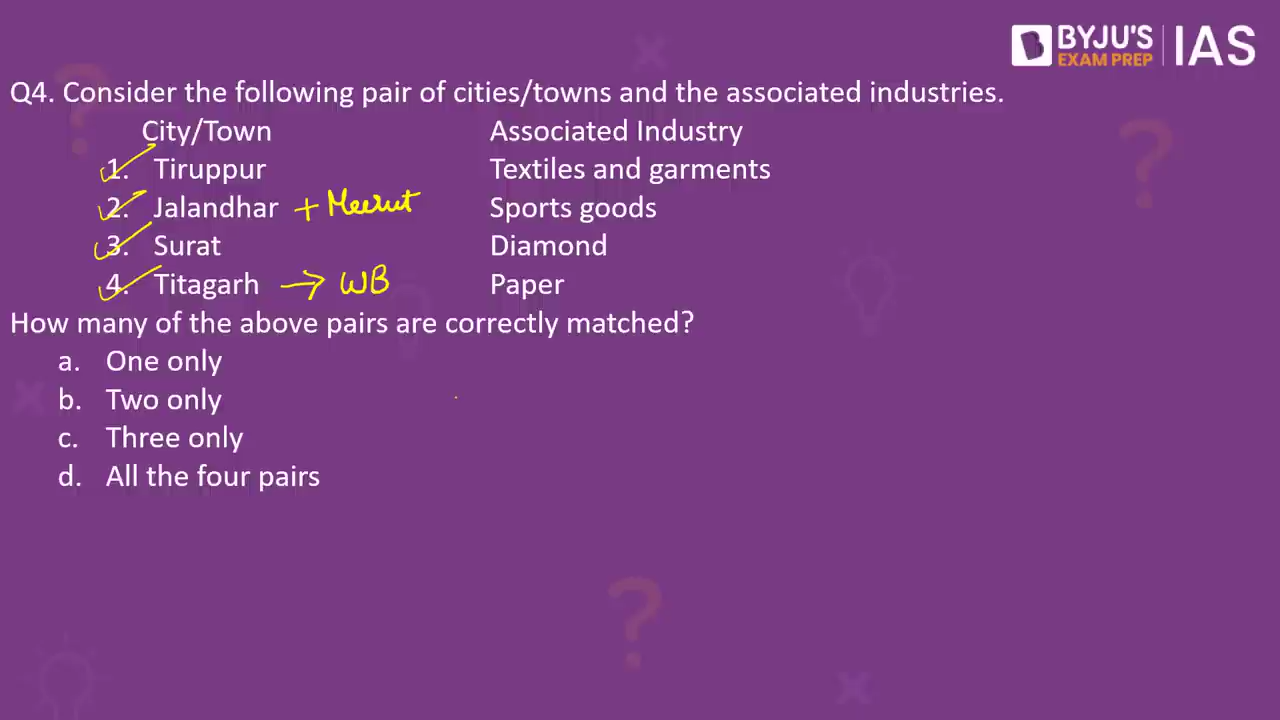 BYJU'S IAS
EXAM PREP
Q4. Consider the following pair of cities/towns and the associated industries.
City/Town Associated Industry
1. Tiruppur Textiles and garments
2. Jalandhar + Meerut Sports goods
3. Surat Diamond
4. Titagarh → WB Paper
How many of the above pairs are correctly matched?
a. One only
b. Two only
c. Three only
d. All the four pairs